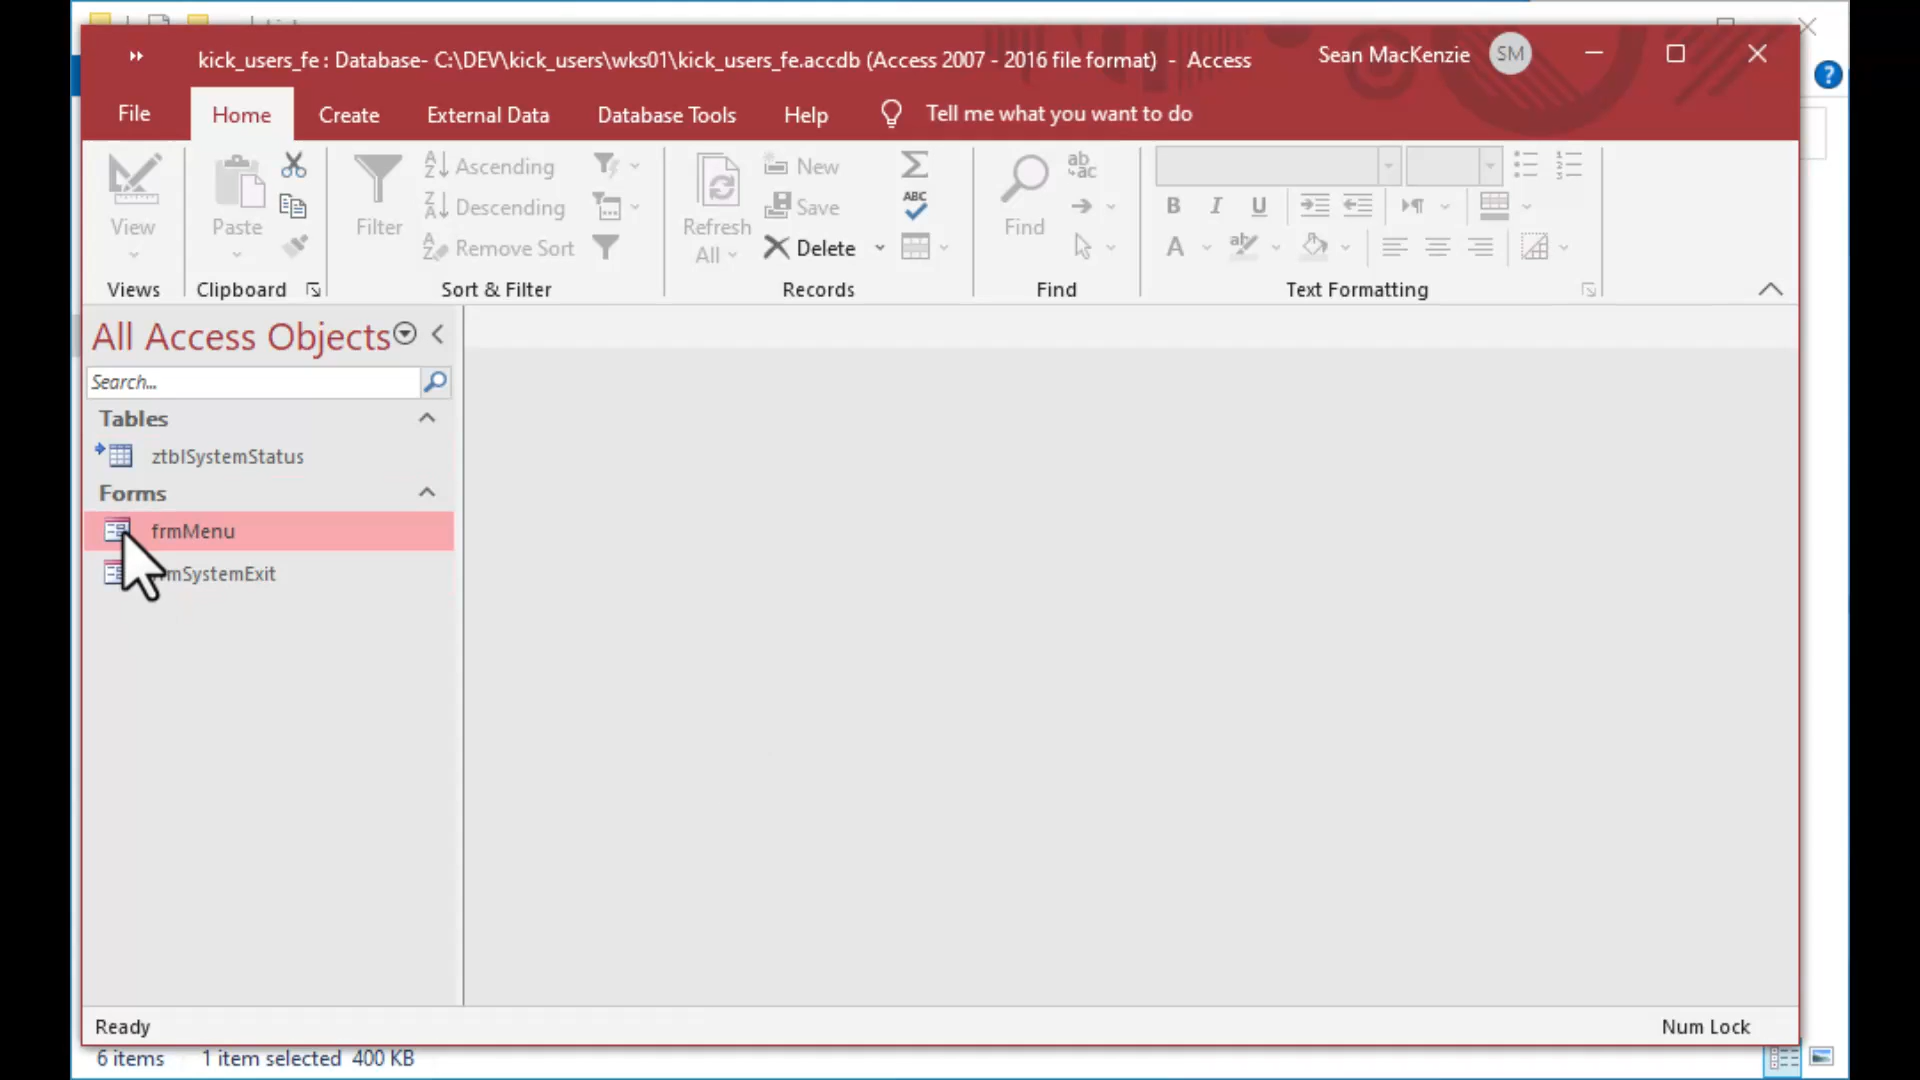 kick_users_fe : Database- C:\DEV\kick_users\wks01\kick_users_fe.accdb (Access 2007 - 2016 file format) - Access
Sean MacKenzie SM
File Home Create External Data Database Tools Help Tell me what you want to do
View
Views
Paste
Clipboard
Filter
Ascending
Descending
Remove Sort
Sort & Filter
Refresh
All
New
Save
Delete
ABC
Records
Find
ab
ac
Find
B I U
A
Text Formatting
All Access Objects
Search...
Tables
ztblSystemStatus
Forms
frmMenu
mSystemExit
Ready
Num Lock
6 items 1 item selected 400 KB